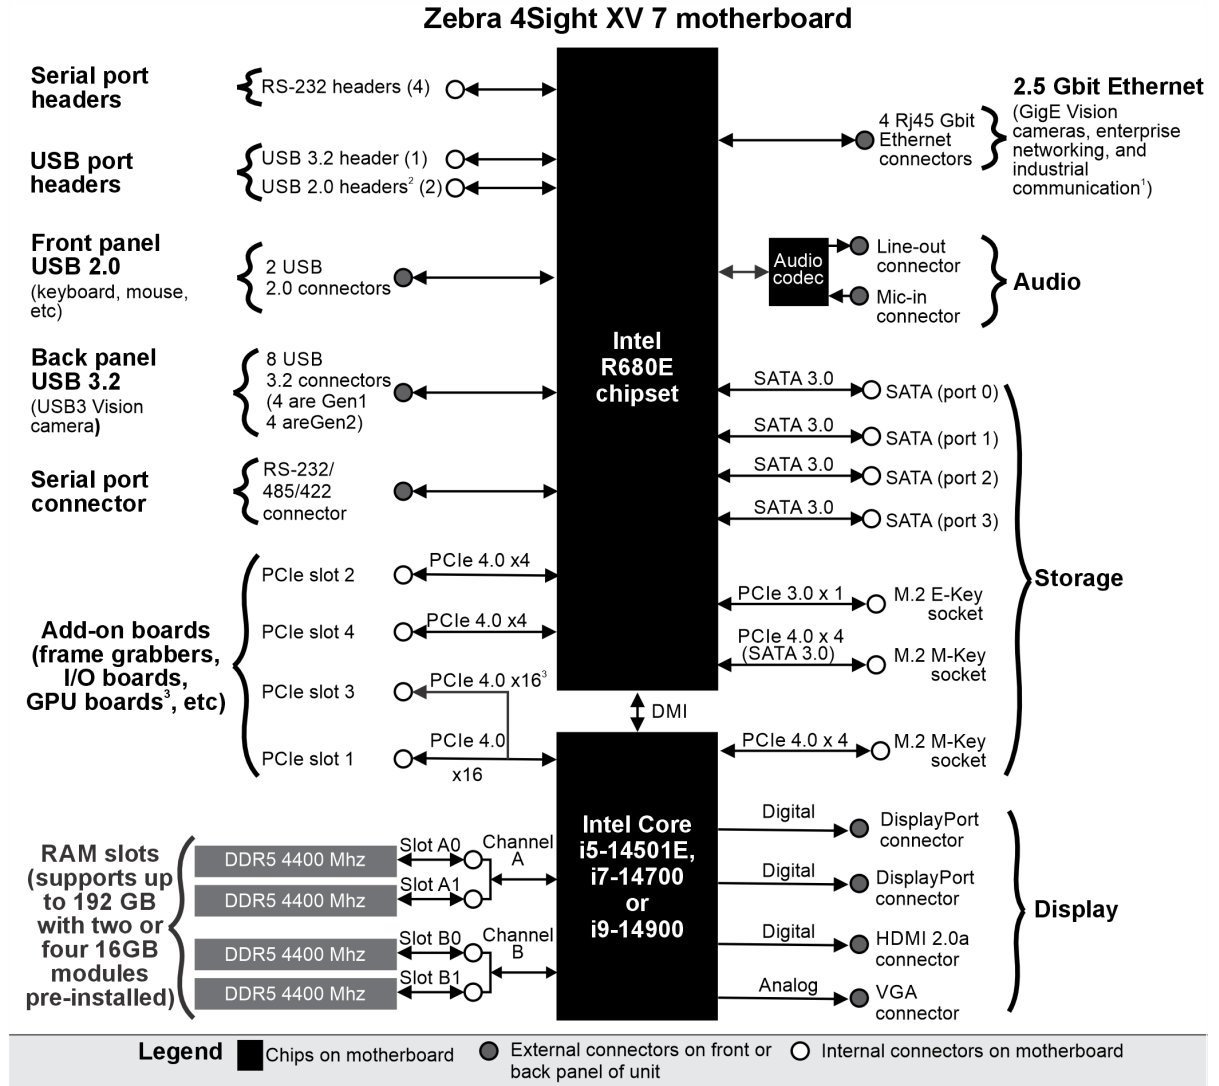 Zebra 4Sight XV 7 motherboard
Serial port
headers
RS-232 headers (4)
USB port
headers
USB 3.2 header (1)
USB 2.0 headers² (2)
Front panel
USB 2.0
(keyboard, mouse,
etc)
2 USB
2.0 connectors
Back panel
USB 3.2
(USB3 Vision
camera)
8 USB
3.2 connectors
(4 are Gen1
4 areGen2)
Serial port
connector
RS-232/
485/422
connector
Add-on boards
(frame grabbers,
I/O boards,
GPU boards³, etc)
PCIe slot 2
PCIe 4.0 x4
PCIe slot 4
PCIe 4.0 x4
PCIe slot 3
PCIe 4.0 x16³
PCIe slot 1
PCIe 4.0
x16
RAM slots
(supports up
to 192 GB
with two or
four 16GB
modules
pre-installed)
DDR5 4400 Mhz
Slot A0
DDR5 4400 Mhz
Slot A1
Channel
A
DDR5 4400 Mhz
Slot B0
DDR5 4400 Mhz
Slot B1
Channel
B
Intel
R680E
chipset
DMI
Intel Core
i5-14501E,
i7-14700
or
i9-14900
4 Rj45 Gbit
Ethernet
connectors
2.5 Gbit Ethernet
(GigE Vision
cameras, enterprise
networking, and
industrial
communication¹)
Audio
codec
Line-out
connector
Mic-in
connector
Audio
SATA 3.0
SATA (port 0)
SATA 3.0
SATA (port 1)
SATA 3.0
SATA (port 2)
SATA 3.0
SATA (port 3)
PCIe 3.0 x 1
M.2 E-Key
socket
PCIe 4.0 x 4
(SATA 3.0)
M.2 M-Key
socket
PCIe 4.0 x 4
M.2 M-Key
socket
Storage
Digital
DisplayPort
connector
Digital
DisplayPort
connector
Digital
HDMI 2.0a
connector
Analog
VGA
connector
Display
Legend
Chips on motherboard
External connectors on front or
back panel of unit
Internal connectors on motherboard